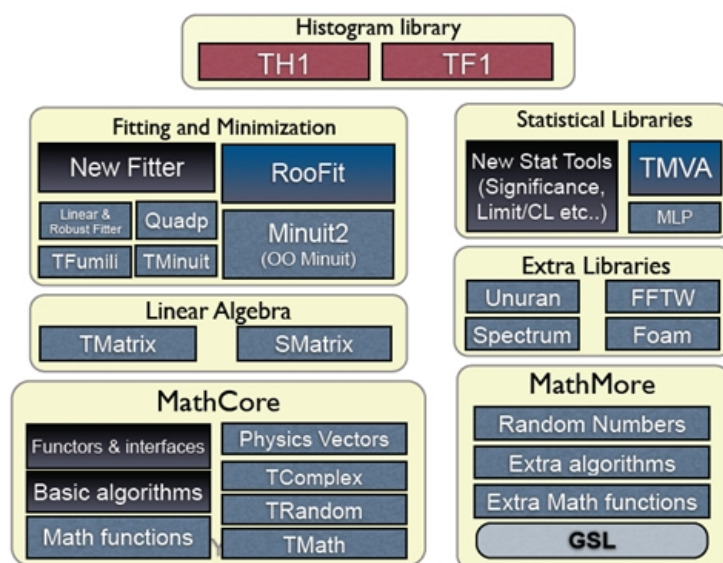 Histogram library
TH1
TF1
Fitting and Minimization
New Fitter
RooFit
Linear &
Robust Fitter
Quadp
TFumili
TMinuit
Minuit2
(OO Minuit)
Statistical Libraries
New Stat Tools
(Significance,
Limit/CL etc..)
TMVA
MLP
Linear Algebra
TMatrix
SMatrix
Extra Libraries
Unuran
FFTW
Spectrum
Foam
MathCore
Functors & interfaces
Basic algorithms
Math functions
Physics Vectors
TComplex
TRandom
TMath
MathMore
Random Numbers
Extra algorithms
Extra Math functions
GSL